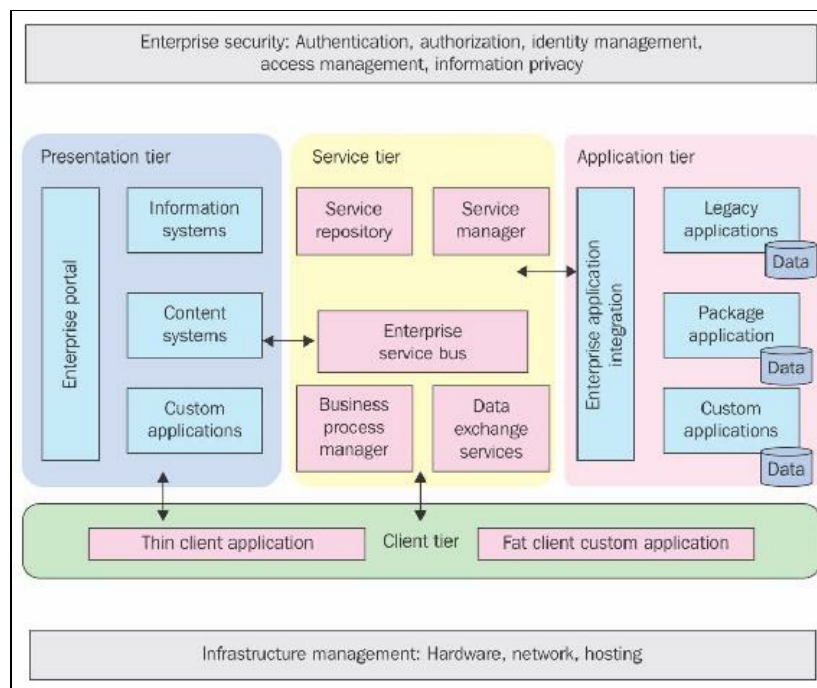 Enterprise security: Authentication, authorization, identity management,
access management, information privacy
Presentation tier
Enterprise portal
Information
systems
Content
systems
Custom
applications
Service tier
Service
repository
Service
manager
Enterprise
service bus
Business
process
manager
Data
exchange
services
Application tier
Enterprise application
integration
Legacy
applications
Data
Package
application
Data
Custom
applications
Data
Thin client application
Client tier
Fat client custom application
Infrastructure management: Hardware, network, hosting